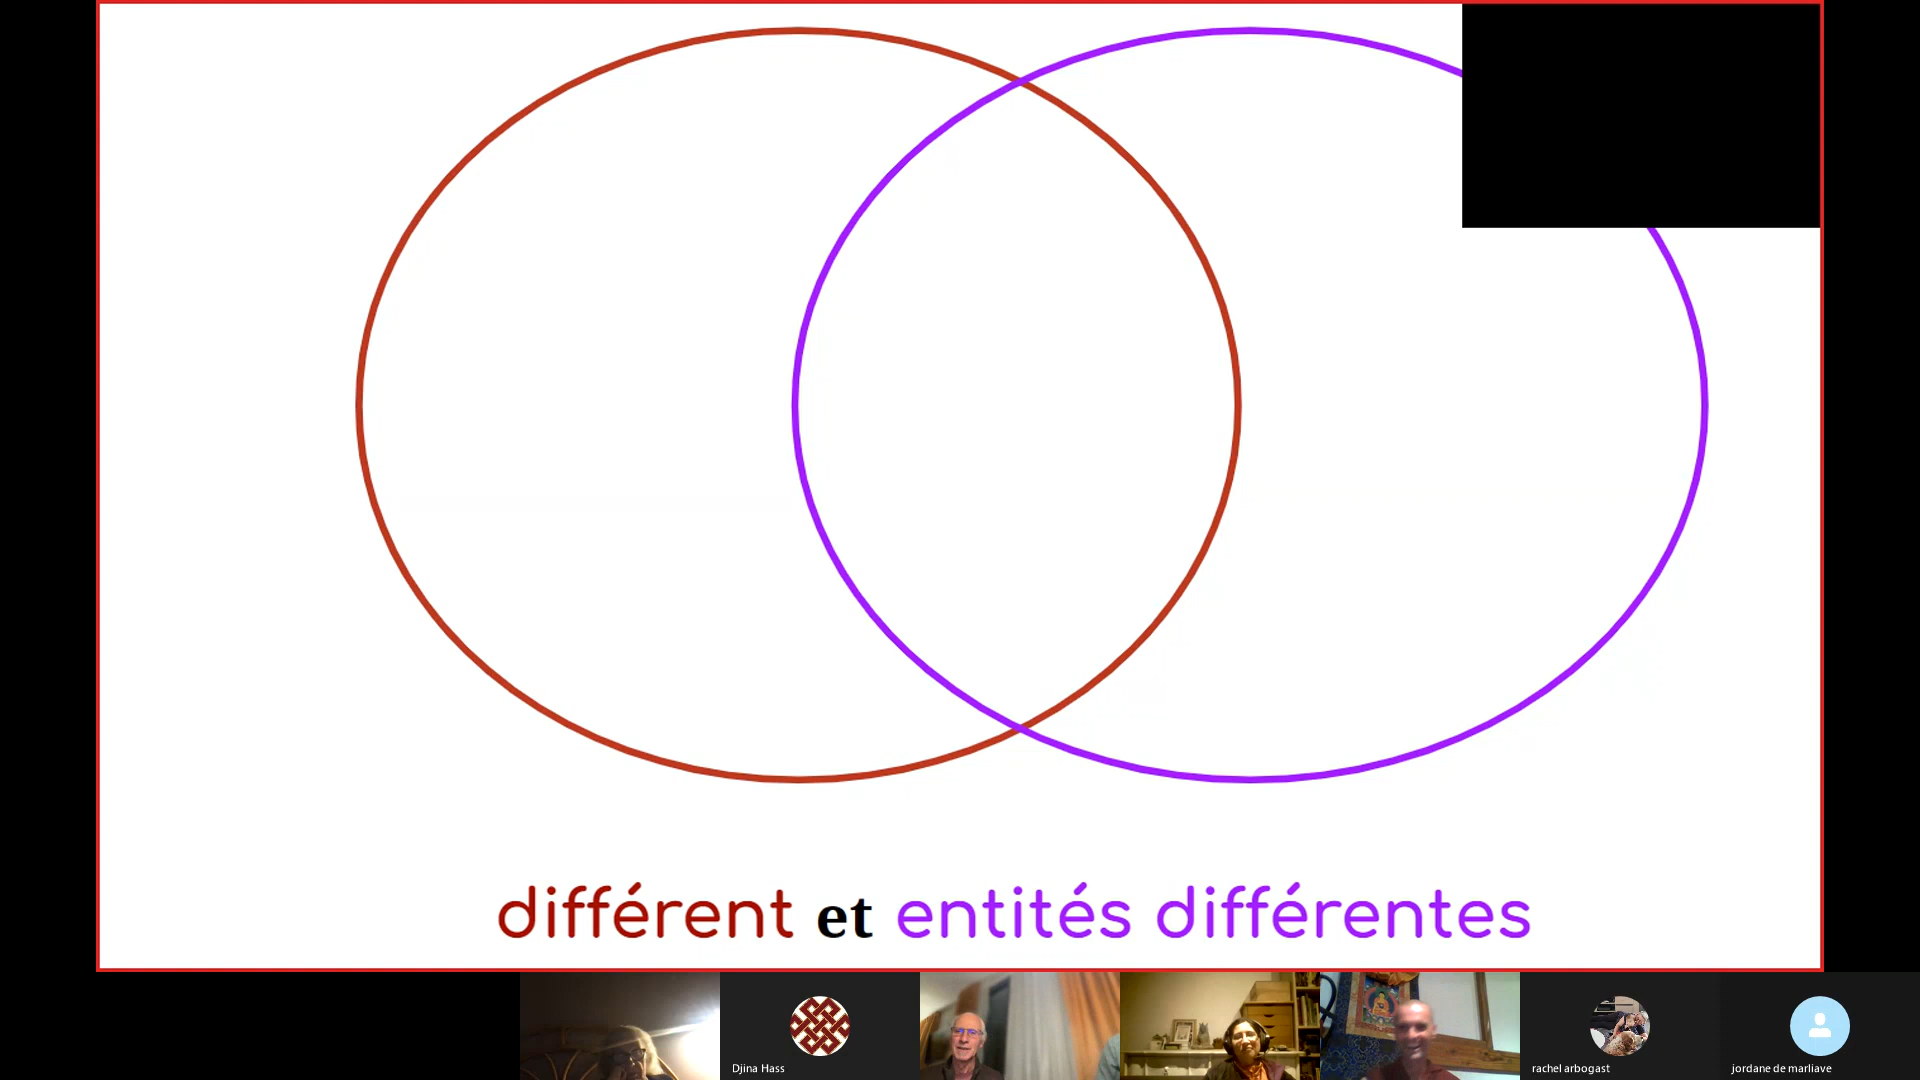 différent et entités différentes
Djina Hass
rachel arbogast
jordane de marliave